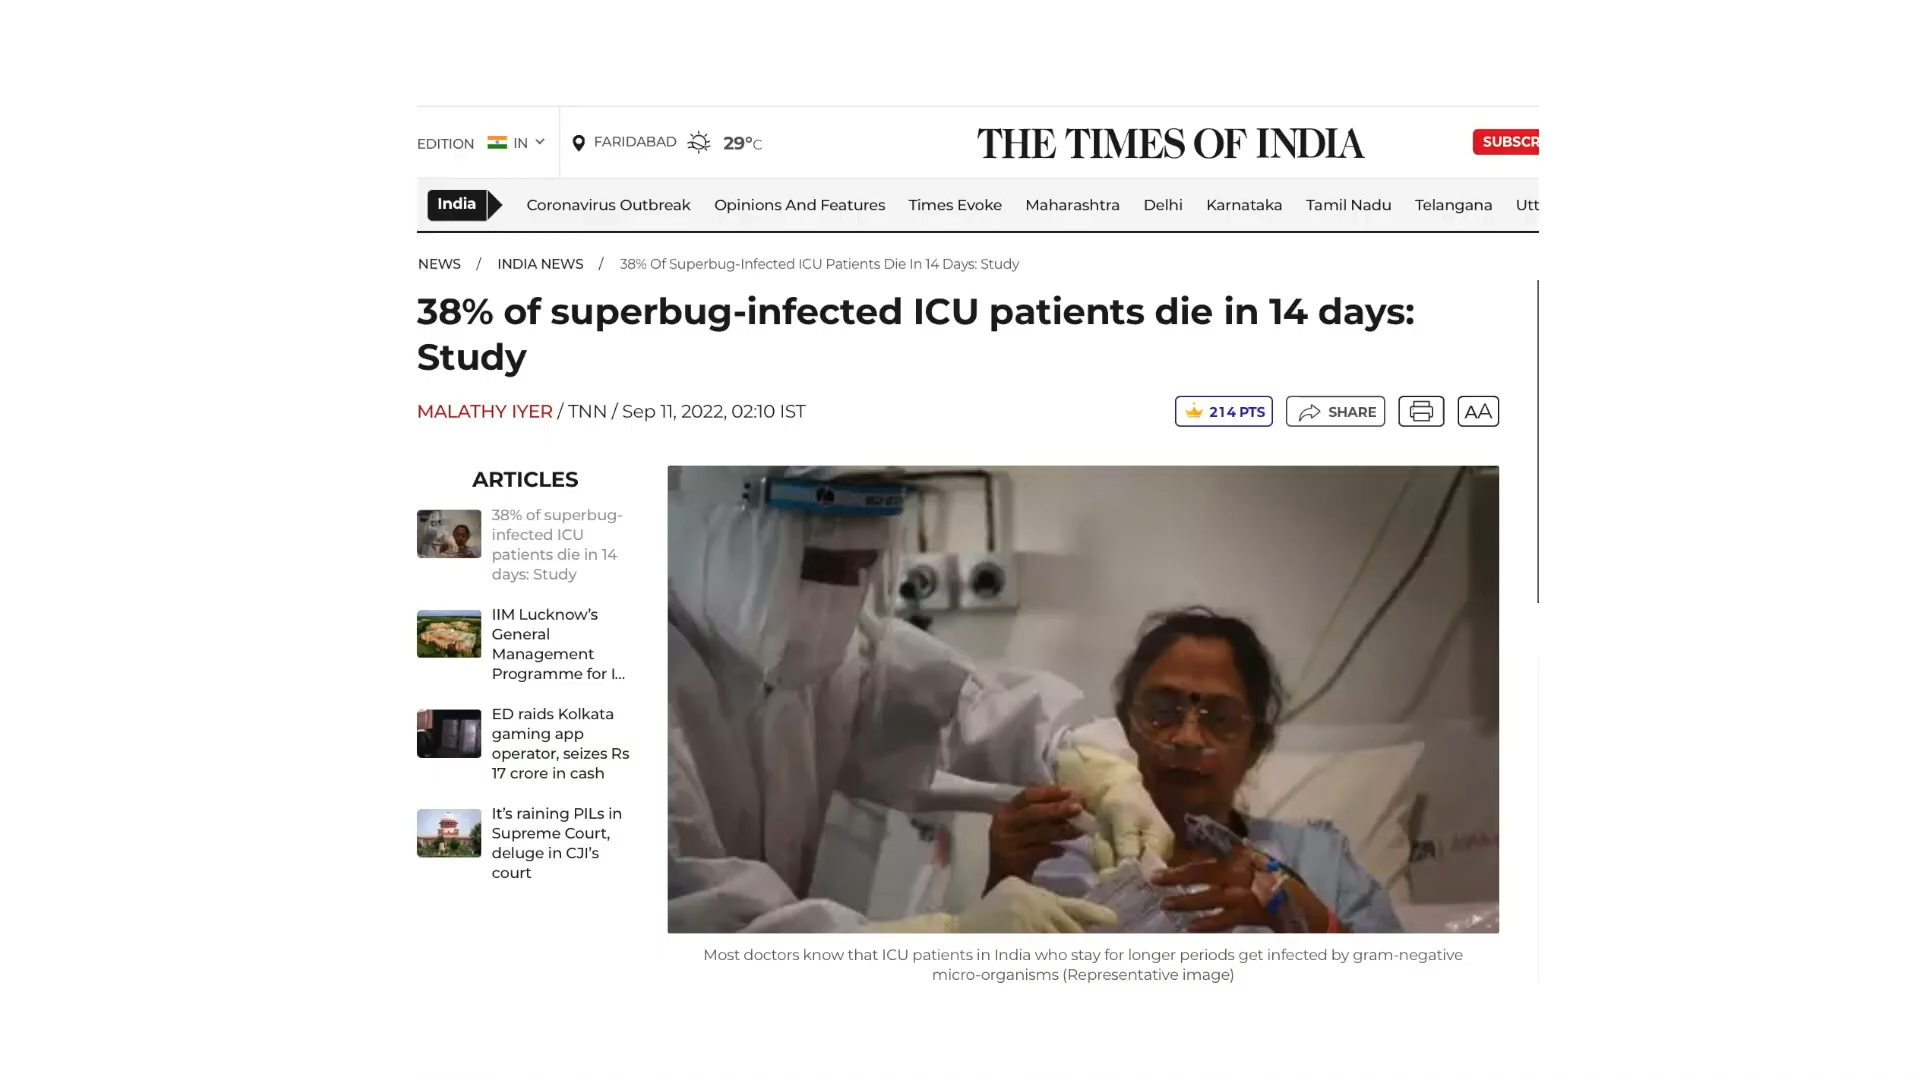 EDITION IN FARIDABAD 29°C THE TIMES OF INDIA SUBSCR
India Coronavirus Outbreak Opinions And Features Times Evoke Maharashtra Delhi Karnataka Tamil Nadu Telangana Utt
NEWS / INDIA NEWS / 38% Of Superbug-Infected ICU Patients Die In 14 Days: Study
38% of superbug-infected ICU patients die in 14 days:
Study
MALATHY IYER / TNN / Sep 11, 2022, 02:10 IST
214 PTS SHARE AA
ARTICLES
38% of superbug-
infected ICU
patients die in 14
days: Study
IIM Lucknow's
General
Management
Programme for I...
ED raids Kolkata
gaming app
operator, seizes Rs
17 crore in cash
It's raining PILs in
Supreme Court,
deluge in CJI's
court
Most doctors know that ICU patients in India who stay for longer periods get infected by gram-negative
micro-organisms (Representative image)